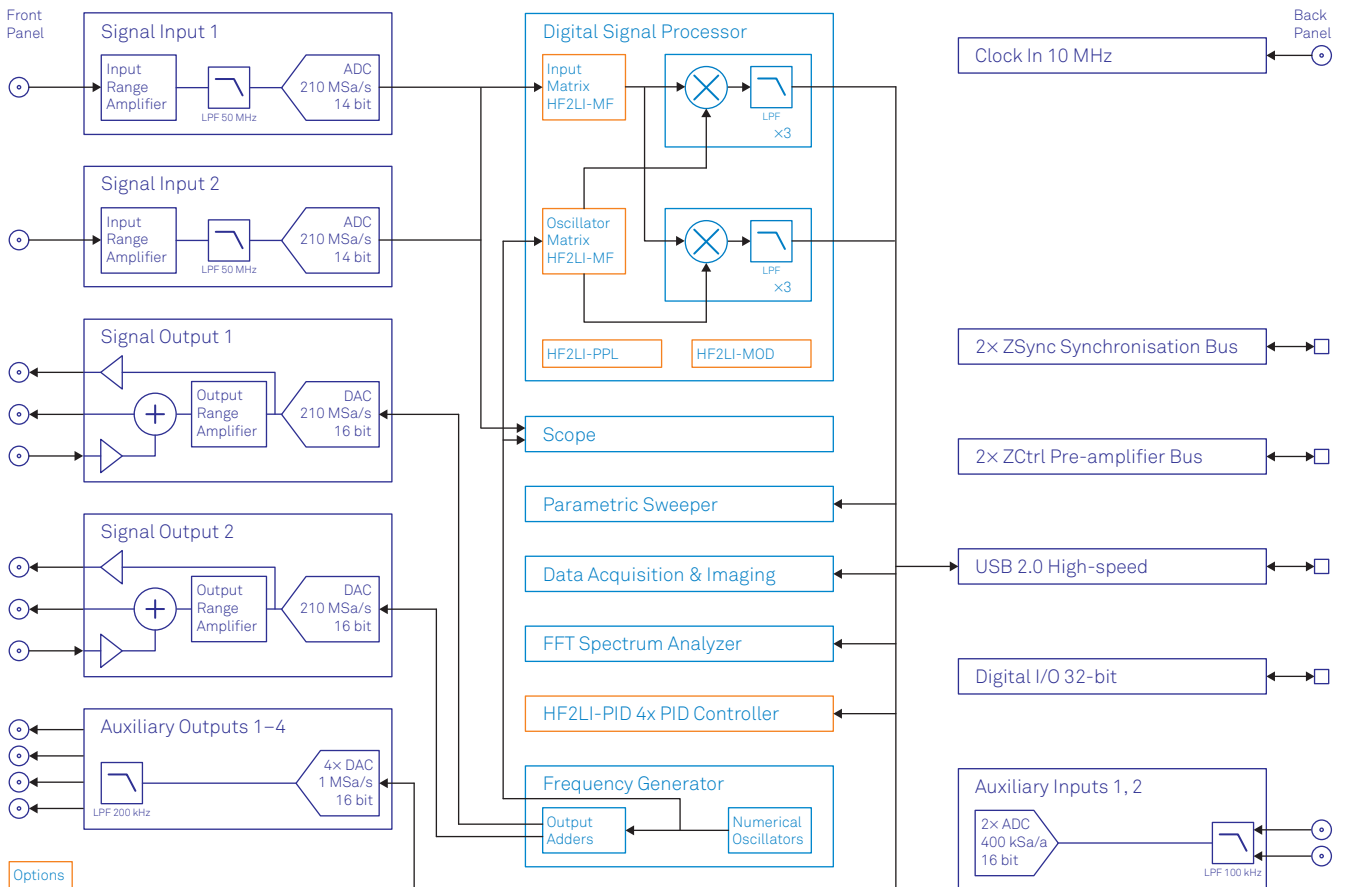 Front
Panel
Signal Input 1
Input
Range
Amplifier
LPF 50 MHz
ADC
210 MSa/s
14 bit
Signal Input 2
Input
Range
Amplifier
LPF 50 MHz
ADC
210 MSa/s
14 bit
Signal Output 1
Output
Range
Amplifier
DAC
210 MSa/s
16 bit
Signal Output 2
Output
Range
Amplifier
DAC
210 MSa/s
16 bit
Auxiliary Outputs 1–4
LPF 200 kHz
4× DAC
1 MSa/s
16 bit
Options
Digital Signal Processor
Input
Matrix
HF2LI-MF
LPF
×3
Oscillator
Matrix
HF2LI-MF
LPF
×3
HF2LI-PPL
HF2LI-MOD
Scope
Parametric Sweeper
Data Acquisition & Imaging
FFT Spectrum Analyzer
HF2LI-PID 4x PID Controller
Frequency Generator
Output
Adders
Numerical
Oscillators
Back
Panel
Clock In 10 MHz
2× ZSync Synchronisation Bus
2× ZCtrl Pre-amplifier Bus
USB 2.0 High-speed
Digital I/O 32-bit
Auxiliary Inputs 1, 2
2× ADC
400 kSa/a
16 bit
LPF 100 kHz